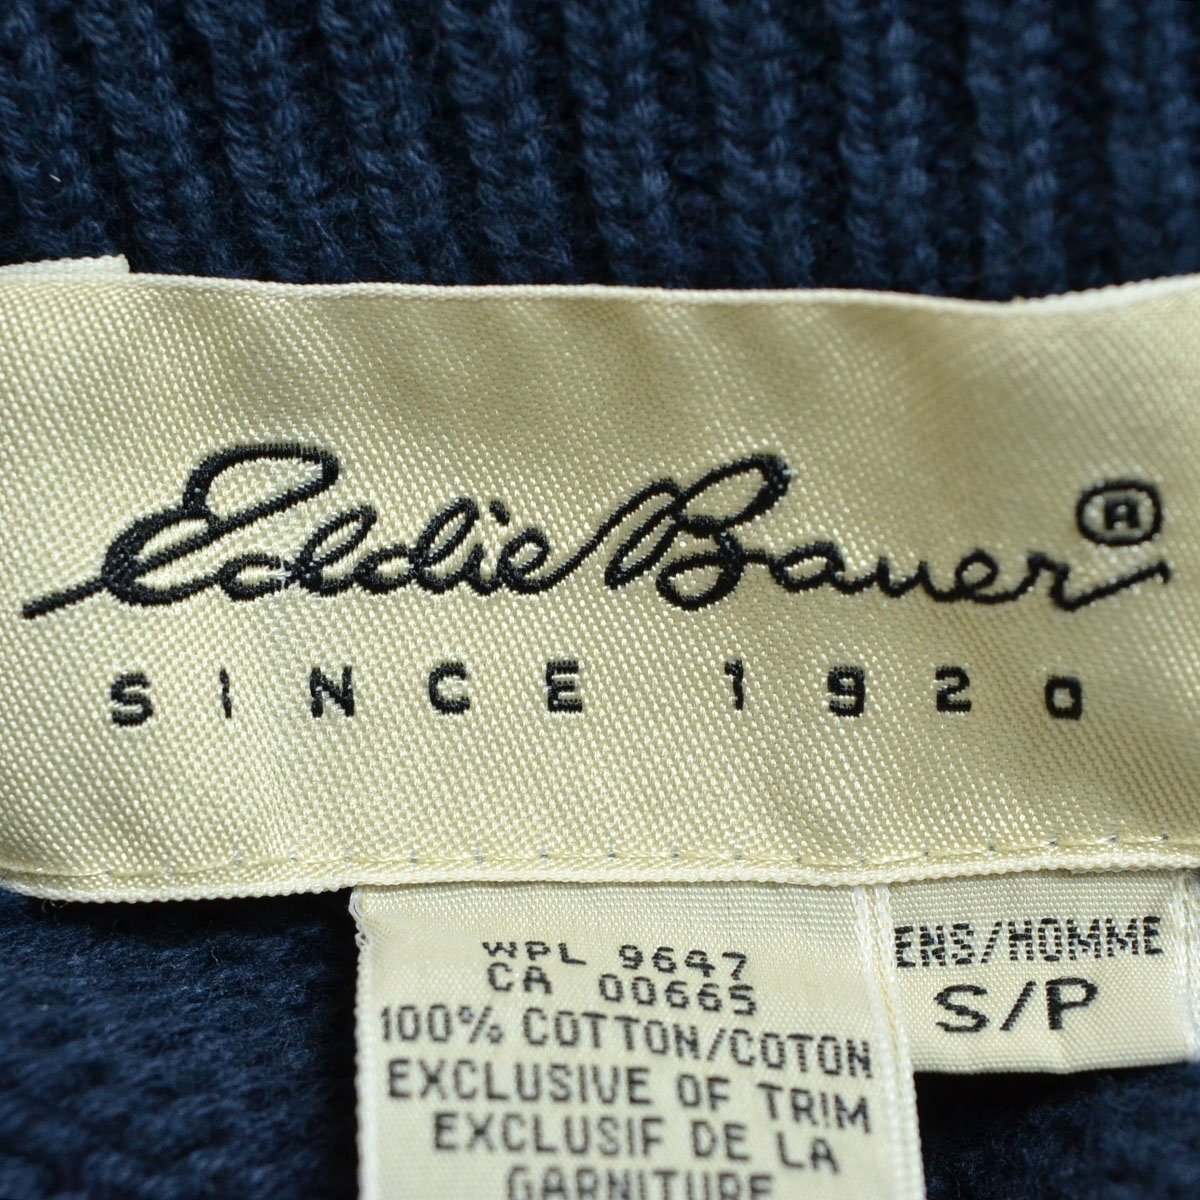 Eddie Bauer®
SINCE 1920
WPL 9647
CA 00665
100% COTTON/COTON
EXCLUSIVE OF TRIM
EXCLUSIF DE LA
GARNITURE
ENS/HOMME
S/P